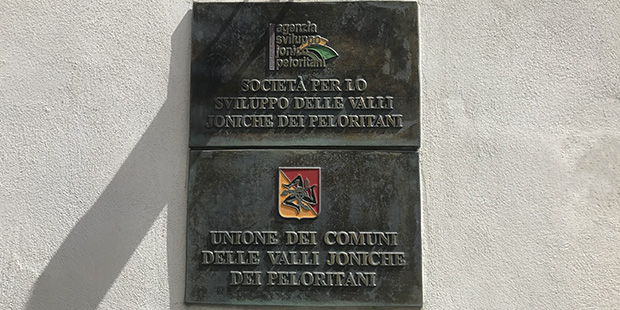 agenzia
sviluppo
jonico
peloritani
SOCIETÀ PER LO
SVILUPPO DELLE VALLI
JONICHE DEI PELORITANI
UNIONE DEI COMUNI
DELLE VALLI JONICHE
DEI PELORITANI